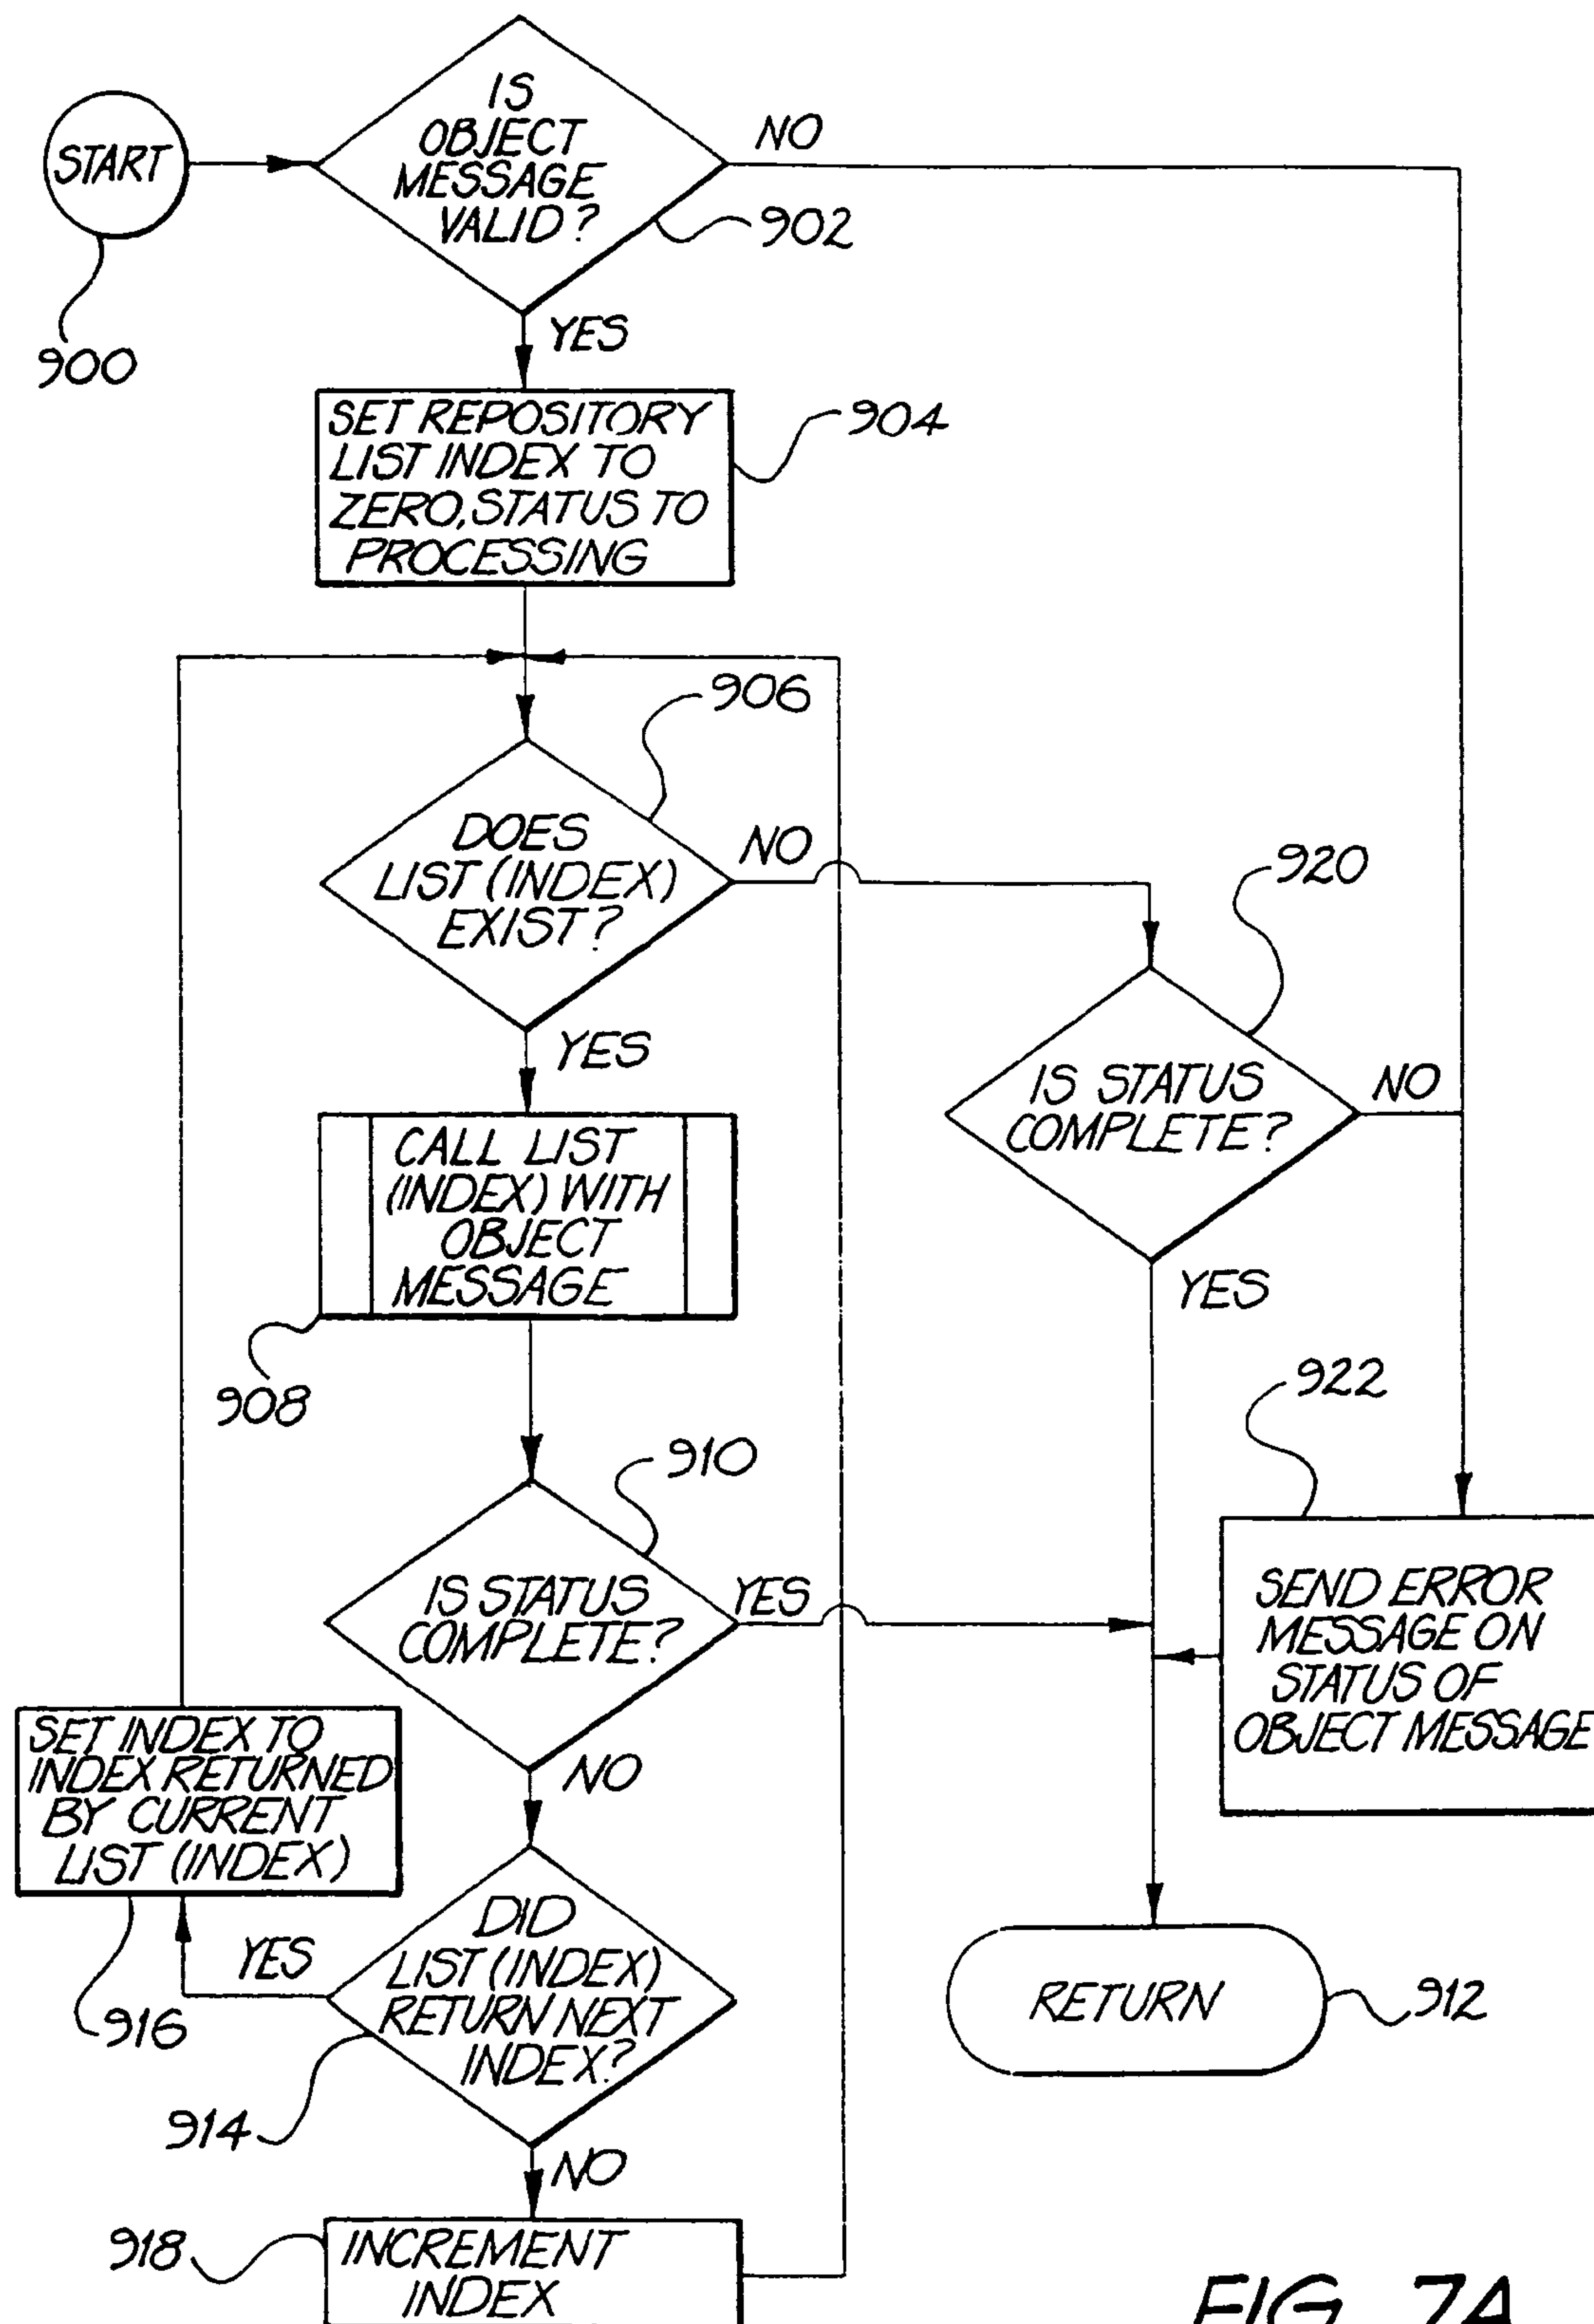 IS
OBJECT
MESSAGE
VALID?
NO
START
902
900
YES
SET REPOSITORY
LIST INDEX TO
ZERO, STATUS TO
PROCESSING
904
906
DOES
LIST (INDEX)
EXIST?
NO
920
YES
IS STATUS
COMPLETE?
NO
CALL LIST
(INDEX) WITH
OBJECT
MESSAGE
YES
908
922
910
IS STATUS
COMPLETE?
YES
SEND ERROR
MESSAGE ON
STATUS OF
OBJECT MESSAGE
SET INDEX TO
INDEX RETURNED
BY CURRENT
LIST (INDEX)
NO
DID
LIST (INDEX)
RETURN NEXT
INDEX?
YES
916
RETURN
912
914
NO
918
INCREMENT
INDEX
FIG. 7A